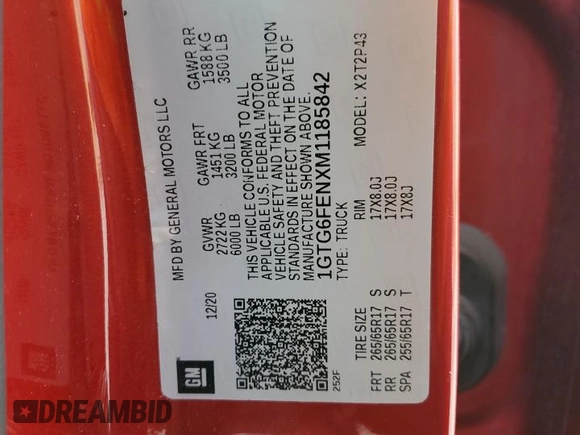 GM
12/20
MFD BY GENERAL MOTORS LLC
GVWR GAWR FRT GAWR RR
2722 KG 1451 KG 1588 KG
6000 LB 3200 LB 3500 LB
THIS VEHICLE CONFORMS TO ALL
APPLICABLE U.S. FEDERAL MOTOR
VEHICLE SAFETY AND THEFT PREVENTION
STANDARDS IN EFFECT ON THE DATE OF
MANUFACTURE SHOWN ABOVE.
1GTG6FENXM1185842
TYPE: TRUCK MODEL: X2T2P43
252F
TIRE SIZE RIM
FRT 265/65R17 S 17X8.0J
RR 265/65R17 S 17X8.0J
SPA 255/65R17 T 17X8J
DREAMBID